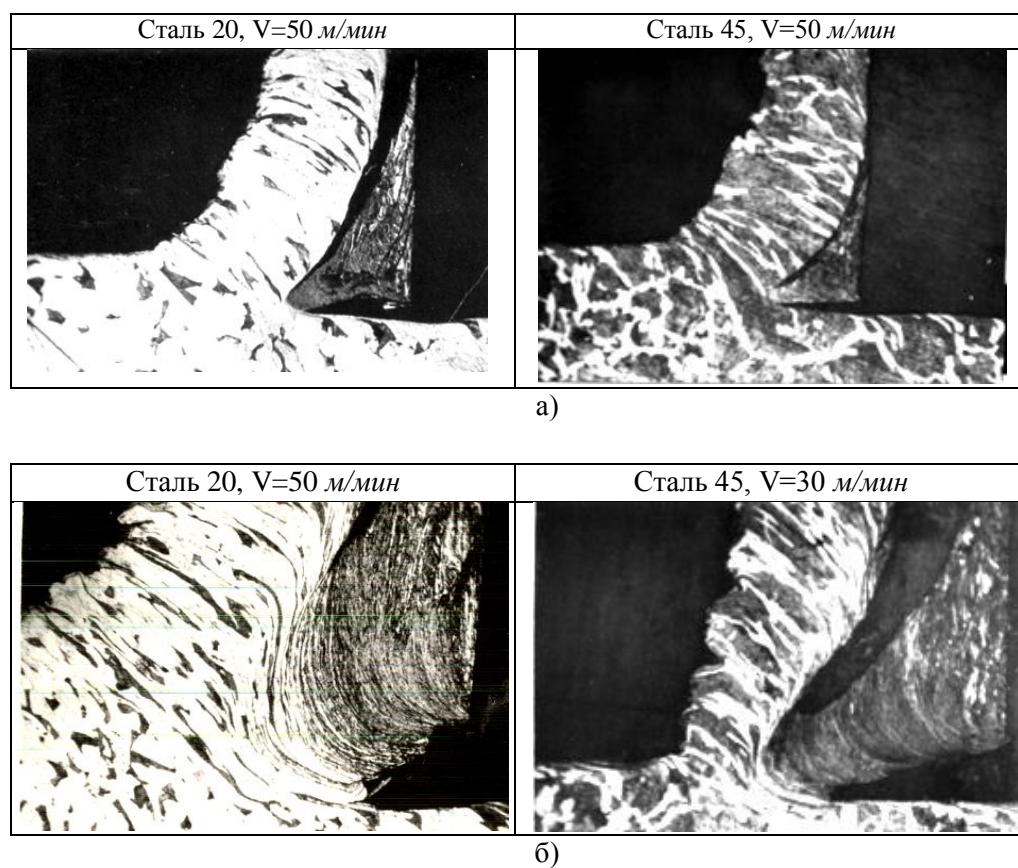 Сталь 20, V=50 м/мин
Сталь 45, V=50 м/мин
а)
Сталь 20, V=50 м/мин
Сталь 45, V=30 м/мин
б)